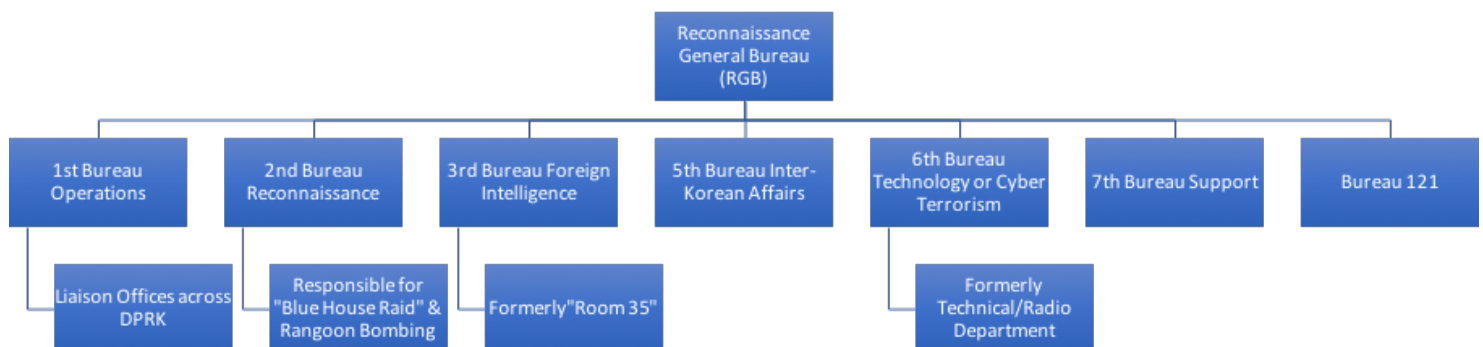 Reconnaissance
General Bureau
(RGB)
1st Bureau
Operations
2nd Bureau
Reconnaissance
3rd Bureau Foreign
Intelligence
5th Bureau Inter-
Korean Affairs
6th Bureau
Technology or Cyber
Terrorism
7th Bureau Support
Bureau 121
Liaison Offices across
DPRK
Responsible for
"Blue House Raid" &
Rangoon Bombing
Formerly"Room 35"
Formerly
Technical/Radio
Department